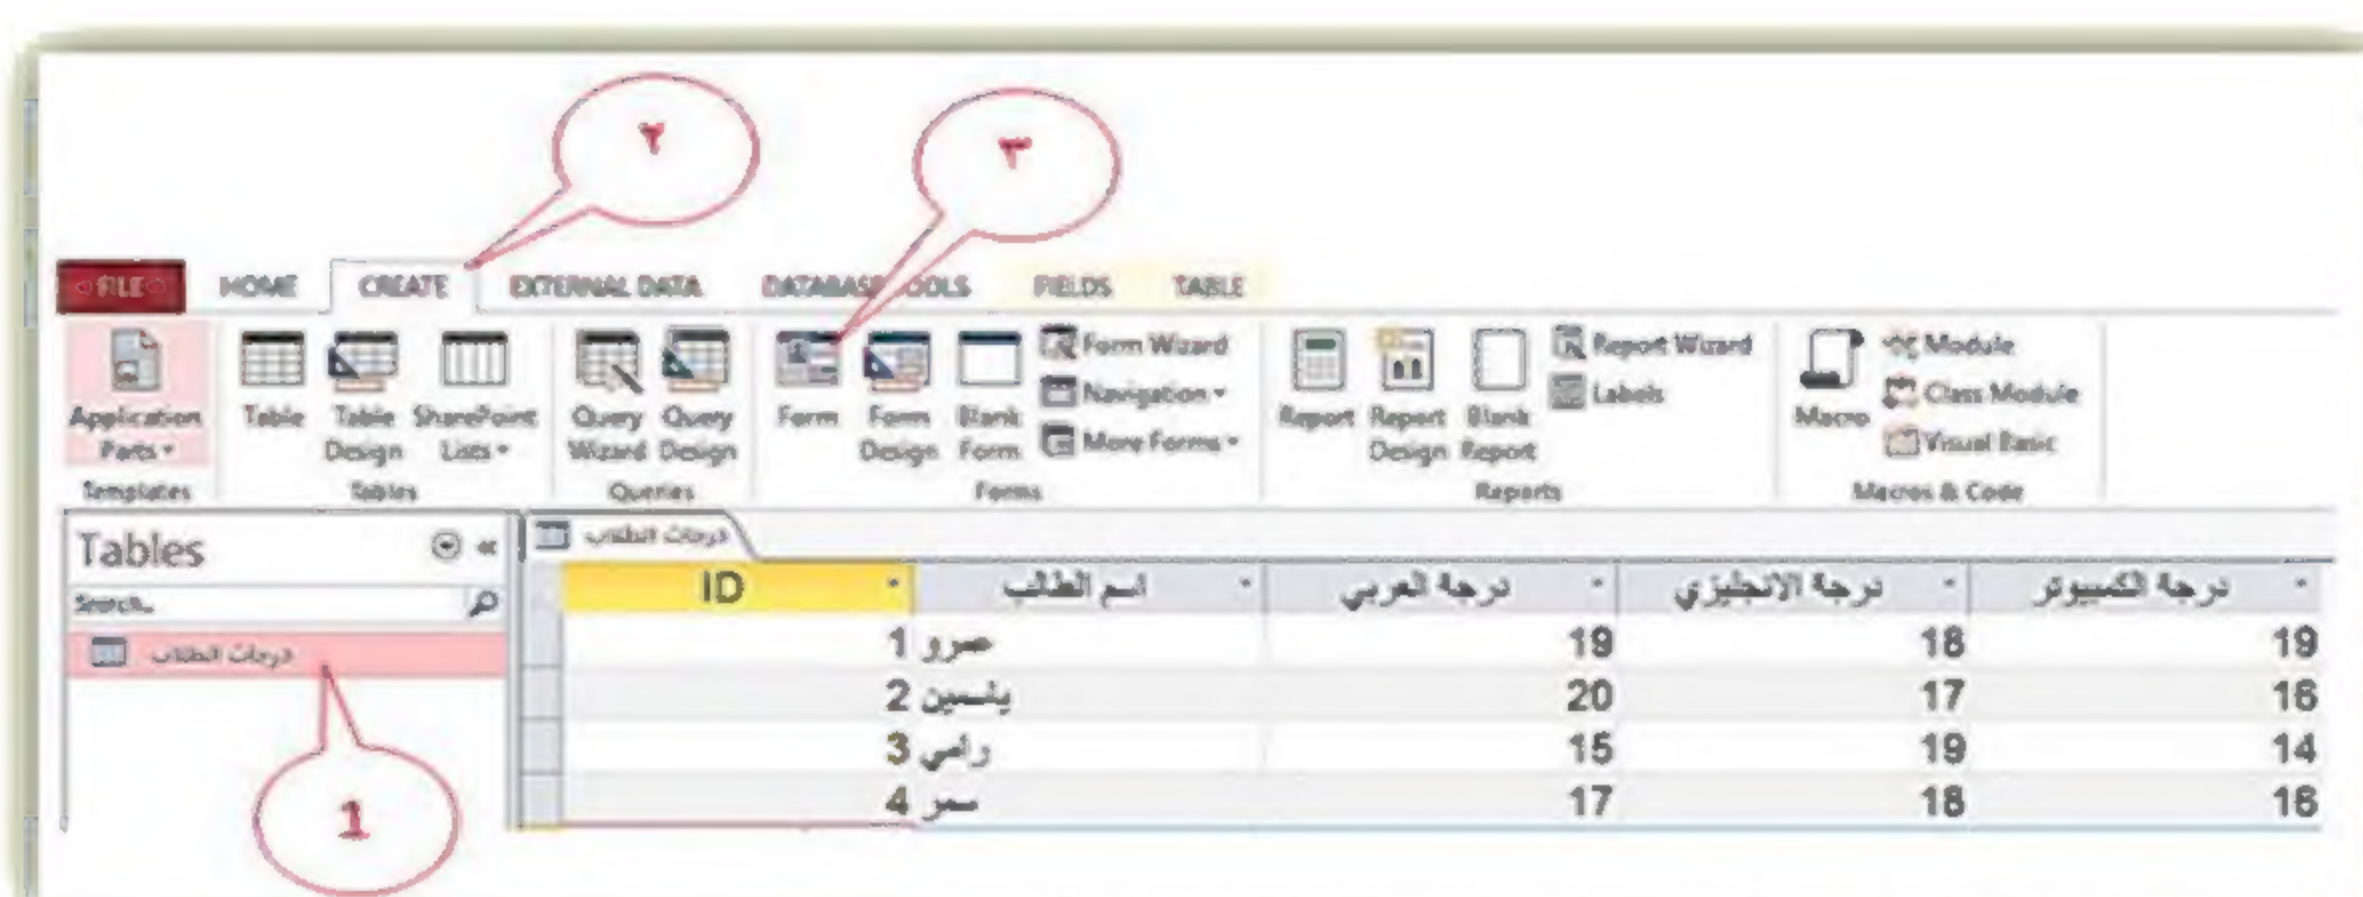 ٢
٣
FILE HOME CREATE EXTERNAL DATA DATABASE TOOLS FIELDS TABLE
Application Parts
Table
Table Design
SharePoint Lists
Query Wizard
Query Design
Form
Form Design
Blank Form
Form Wizard
Navigation
More Forms
Report
Report Design
Blank Report
Report Wizard
Labels
Macro
Module
Class Module
Visual Basic
Templates Tables Queries Forms Reports Macros & Code
Tables «
درجات الطلاب
Search...
درجات الطلاب
ID اسم الطالب درجة العربي درجة الانجليزي درجة الكمبيوتر
1 عمرو 19 18 19
2 ياسمين 20 17 16
3 رامي 15 19 14
4 سمر 17 18 16
1